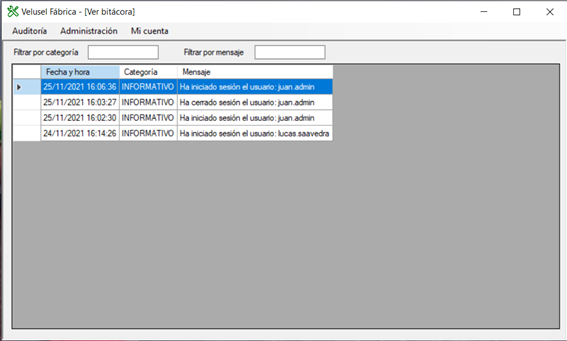 Velusel Fábrica - [Ver bitácora]
Auditoría Administración Mi cuenta
Filtrar por categoría Filtrar por mensaje
Fecha y hora Categoría Mensaje
25/11/2021 16:06:36 INFORMATIVO Ha iniciado sesión el usuario: juan.admin
25/11/2021 16:03:27 INFORMATIVO Ha cerrado sesión el usuario: juan.admin
25/11/2021 16:02:30 INFORMATIVO Ha iniciado sesión el usuario: juan.admin
24/11/2021 16:14:26 INFORMATIVO Ha iniciado sesión el usuario: lucas.saavedra